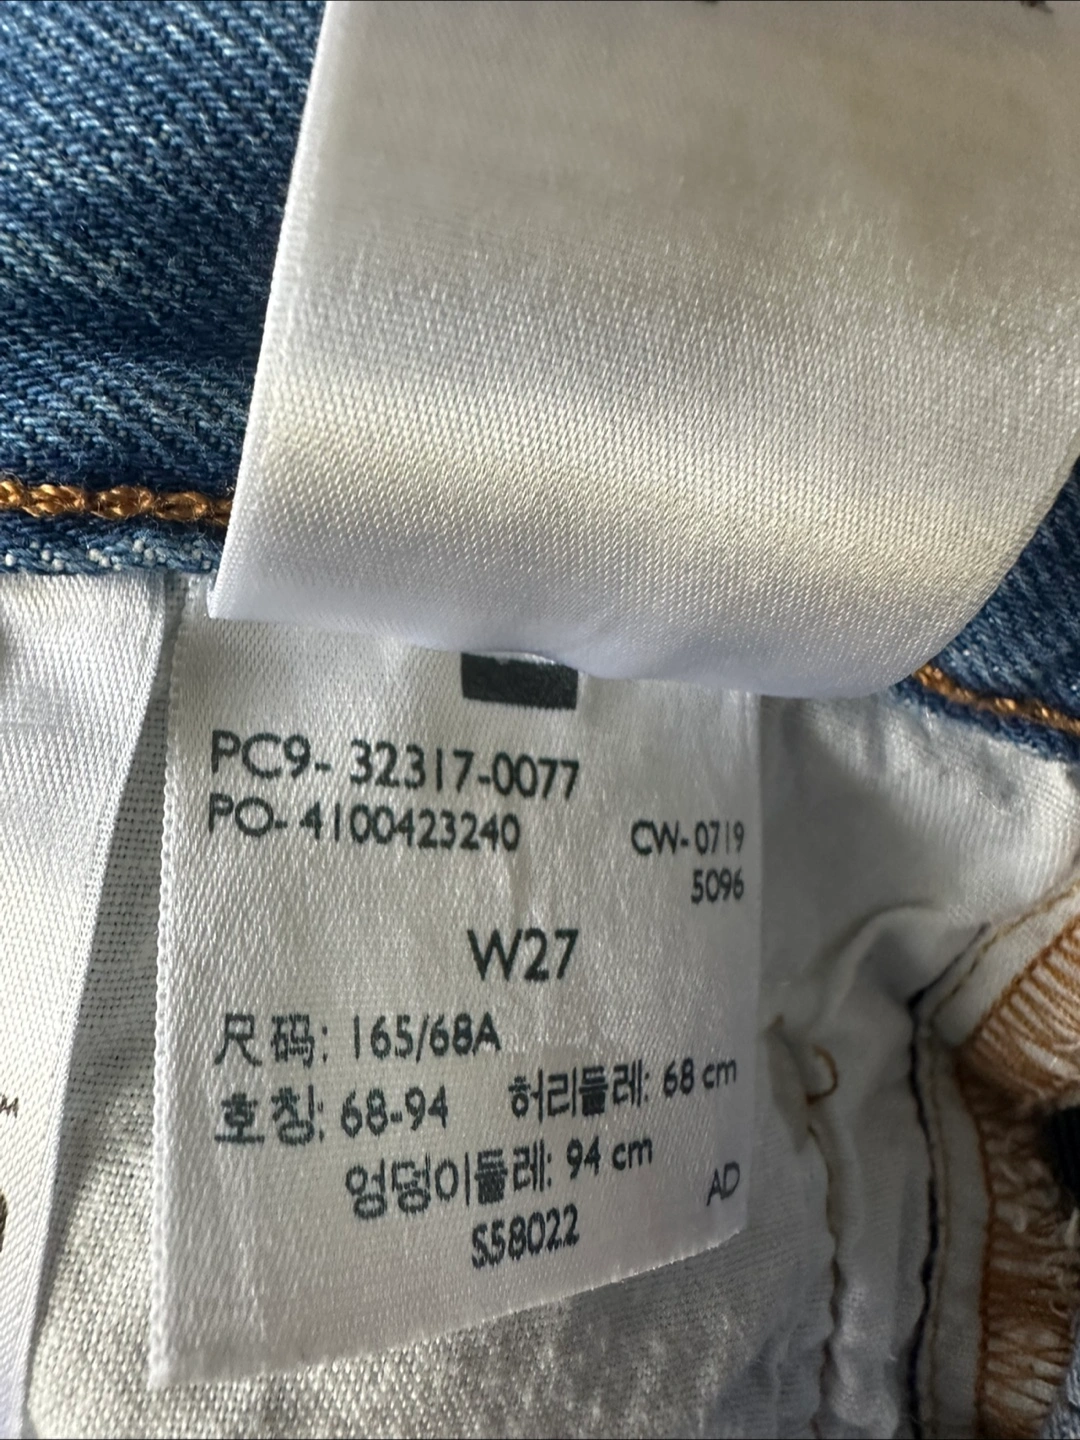 PC9- 32317-0077
PO- 4100423240
CW- 0719
5096
W27
尺码: 165/68A
호칭: 68-94 허리둘레: 68 cm
엉덩이둘레: 94 cm
AD
S58022